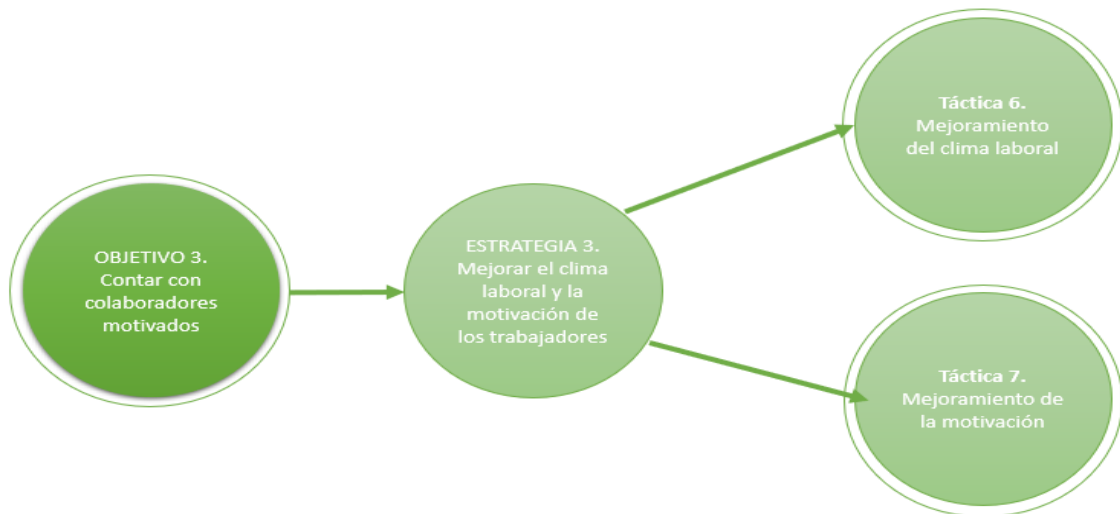 OBJETIVO 3.
Contar con
colaboradores
motivados
ESTRATEGIA 3.
Mejorar el clima
laboral y la
motivación de
los trabajadores
Táctica 6.
Mejoramiento
del clima laboral
Táctica 7.
Mejoramiento de
la motivación